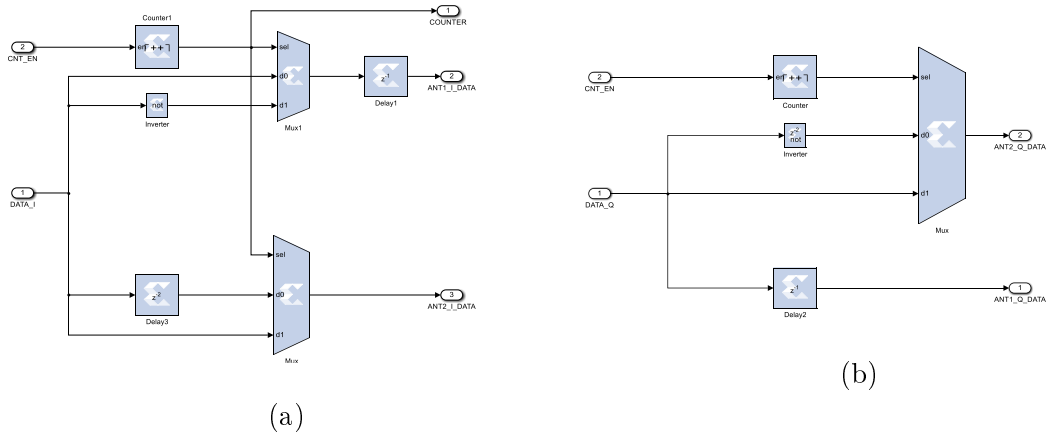 Counter1
1
COUNTER
2
CNT_EN
en
++
sel
d0
d1
Mux1
z-1
Delay1
2
ANT1_I_DATA
not
Inverter
1
DATA_I
sel
d0
d1
Mux
z-2
Delay3
3
ANT2_I_DATA
(a)
2
CNT_EN
en
++
Counter
sel
d0
d1
Mux
z-2
not
Inverter
2
ANT2_Q_DATA
1
DATA_Q
z-1
Delay2
1
ANT1_Q_DATA
(b)